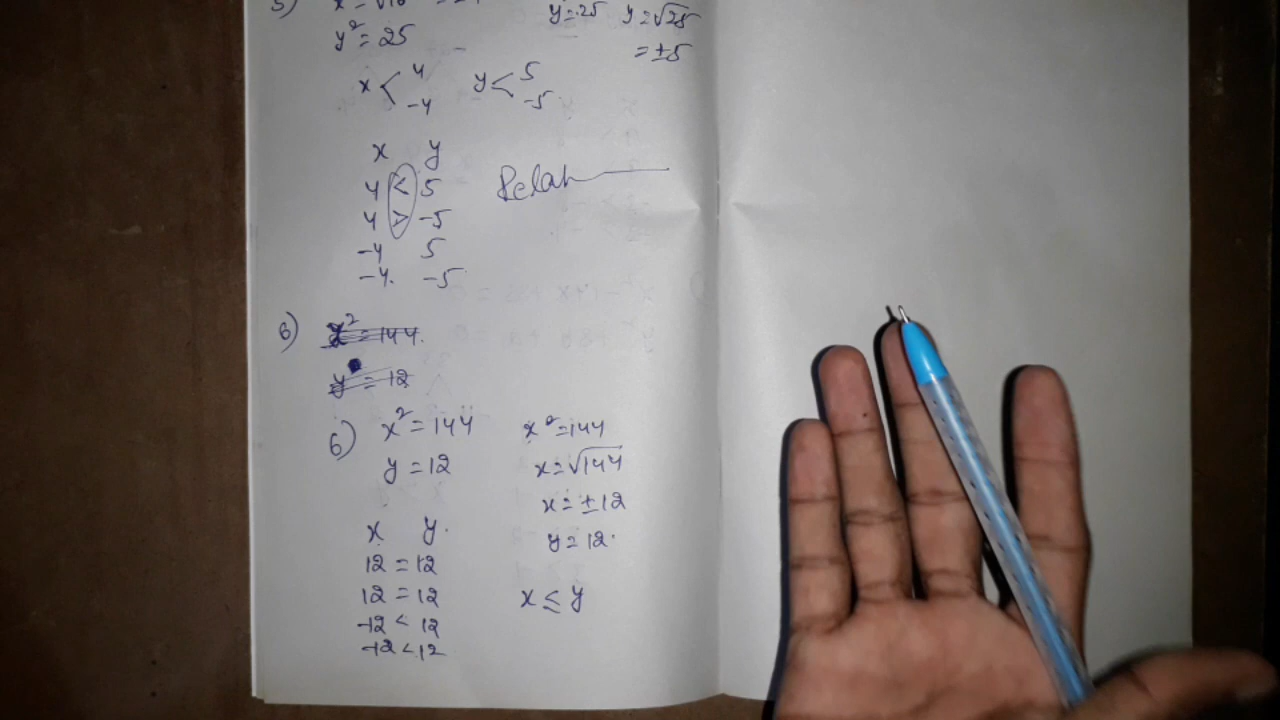 5)
y² = 25
y = 25 y = √25
= ±5
x < 4 -4 y < 5 -5
x y
4 < 5
4 > -5
-4 5
-4. -5
6) x² = 144.
y = 12
6) x² = 144
y = 12
x² = 144
x = √144
x = ±12
y = 12.
x y.
12 = 12
12 = 12
-12 < 12
-12 < 12
x ≤ y